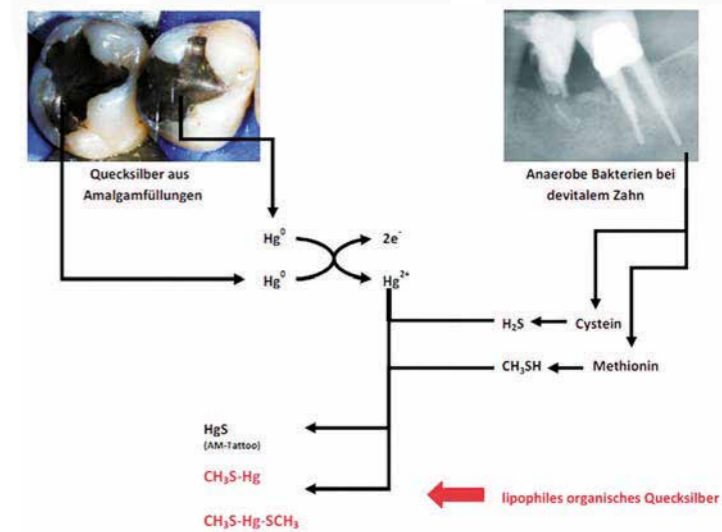 Quecksilber aus
Amalgamfüllungen
Anaerobe Bakterien bei
devitalem Zahn
Hg⁰ 2e⁻
Hg⁰ Hg²⁺
H₂S Cystein
CH₃SH Methionin
HgS
(AM-Tattoo)
CH₃S-Hg
lipophiles organisches Quecksilber
CH₃S-Hg-SCH₃